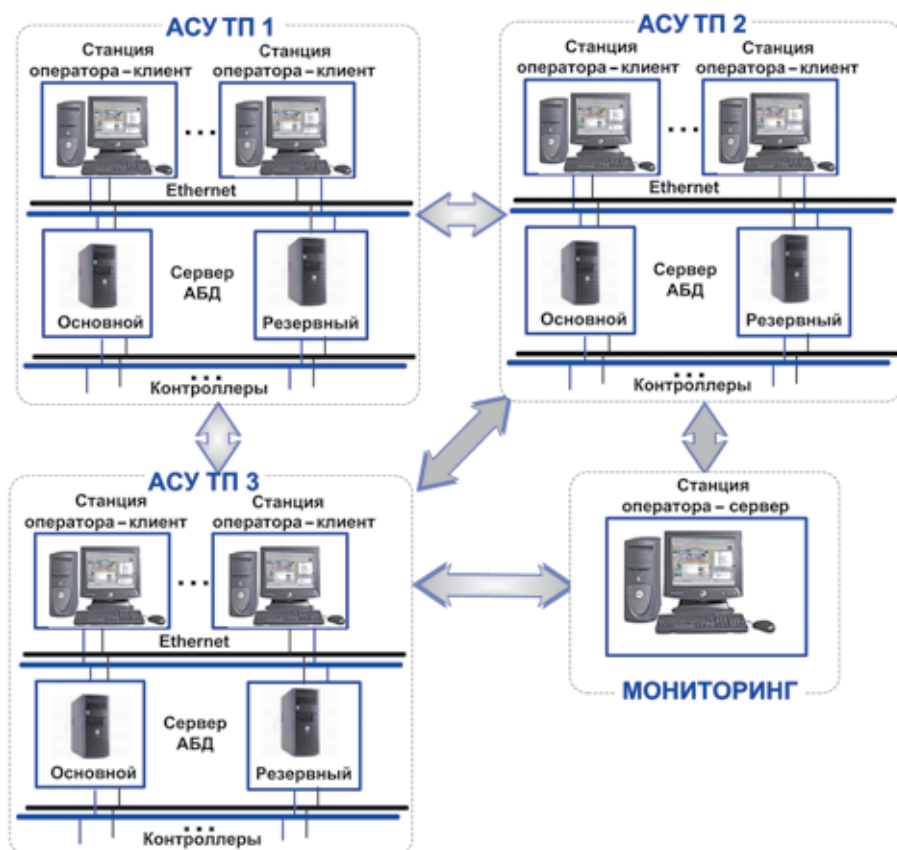 АСУ ТП 1
Станция
оператора – клиент
Станция
оператора – клиент
Ethernet
Сервер
АБД
Основной
Резервный
...
Контроллеры
АСУ ТП 2
Станция
оператора – клиент
Станция
оператора – клиент
Ethernet
Сервер
АБД
Основной
Резервный
...
Контроллеры
АСУ ТП 3
Станция
оператора – клиент
Станция
оператора – клиент
Ethernet
Сервер
АБД
Основной
Резервный
...
Контроллеры
Станция
оператора – сервер
МОНИТОРИНГ